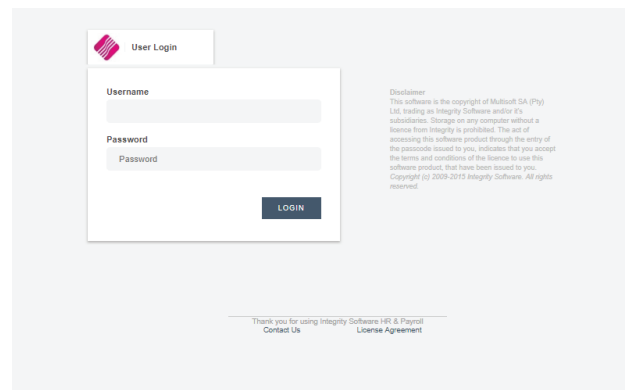 User Login
Username
Password
Password
LOGIN
Disclaimer
This software is the copyright of Multisoft SA (Pty)
Ltd, trading as Integrity Software and/or it's
subsidiaries. Storage on any computer without a
licence from Integrity is prohibited. The act of
accessing this software product through the entry of
the passcode issued to you, indicates that you accept
the terms and conditions of the licence to use this
software product, that have been issued to you.
Copyright (c) 2009-2015 Integrity Software. All rights
reserved.
Thank you for using Integrity Software HR & Payroll
Contact Us License Agreement